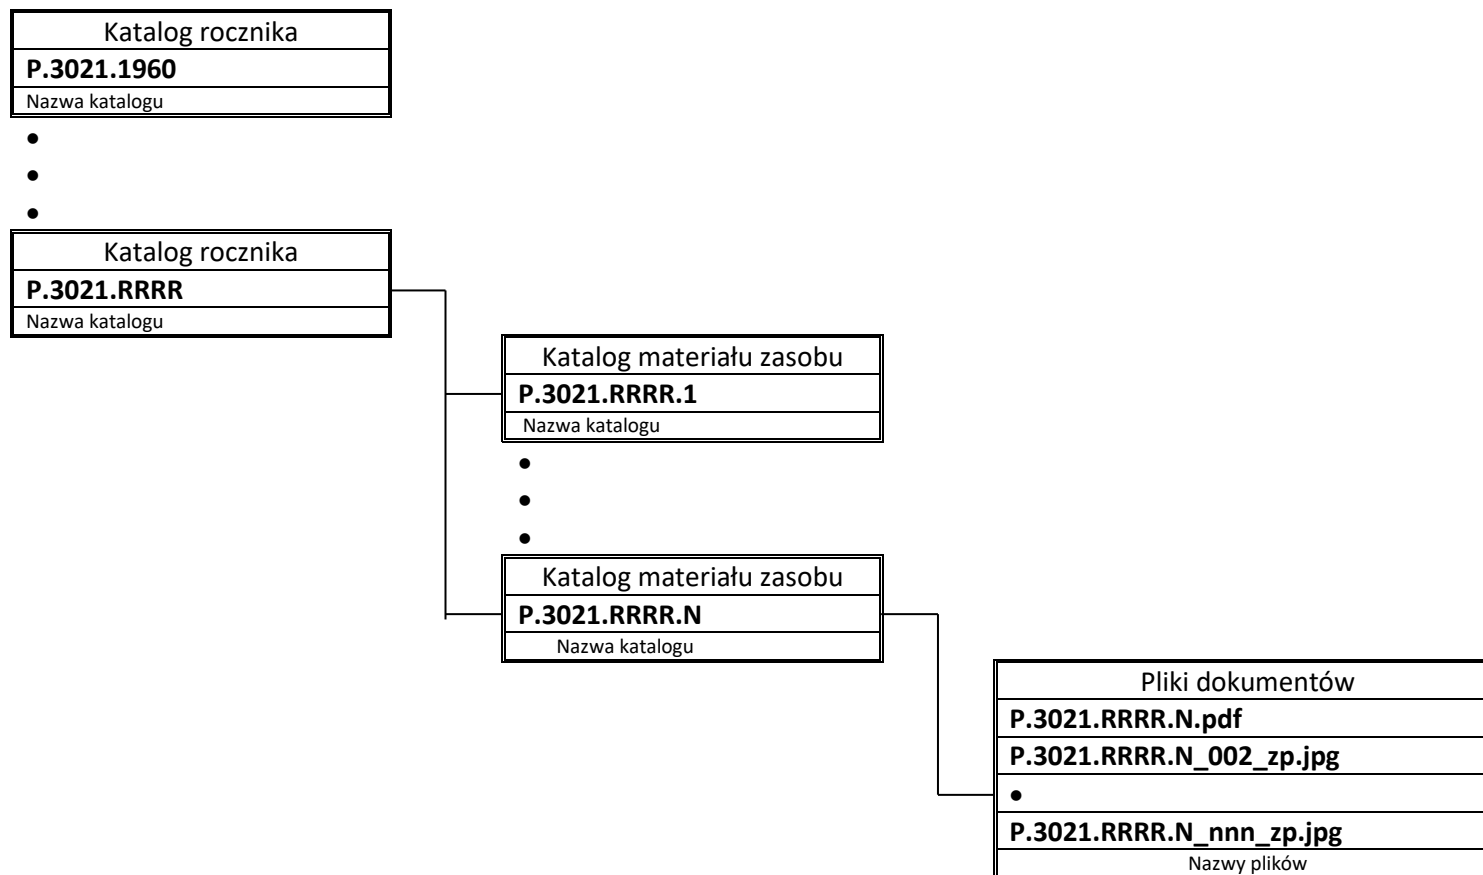 Katalog rocznika
P.3021.1960
Nazwa katalogu
•
•
•
Katalog rocznika
P.3021.RRRR
Nazwa katalogu
Katalog materiału zasobu
P.3021.RRRR.1
Nazwa katalogu
•
•
•
Katalog materiału zasobu
P.3021.RRRR.N
Nazwa katalogu
Pliki dokumentów
P.3021.RRRR.N.pdf
P.3021.RRRR.N_002_zp.jpg
•
P.3021.RRRR.N_nnn_zp.jpg
Nazwy plików